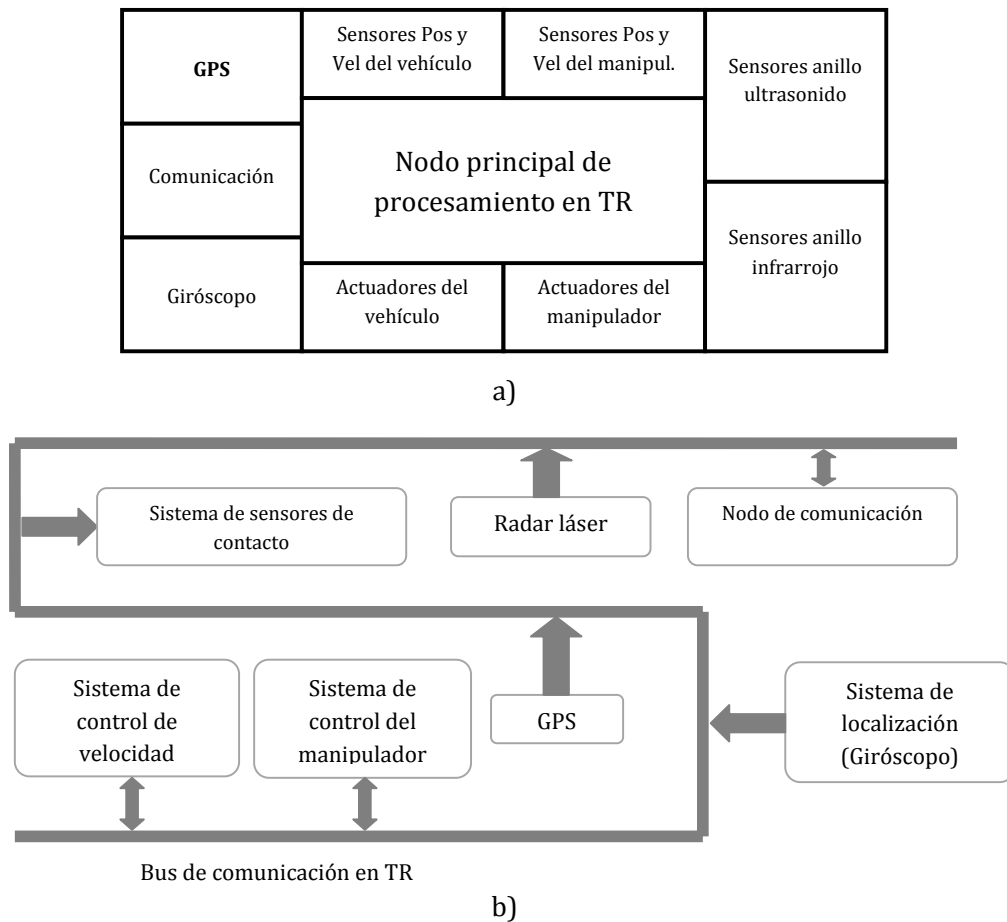 GPS
Sensores Pos y
Vel del vehículo
Sensores Pos y
Vel del manipul.
Sensores anillo
ultrasonido
Comunicación
Nodo principal de
procesamiento en TR
Giróscopo
Actuadores del
vehículo
Actuadores del
manipulador
Sensores anillo
infrarrojo
a)
Sistema de sensores de
contacto
Radar láser
Nodo de comunicación
Sistema de
control de
velocidad
Sistema de
control del
manipulador
GPS
Sistema de
localización
(Giróscopo)
Bus de comunicación en TR
b)